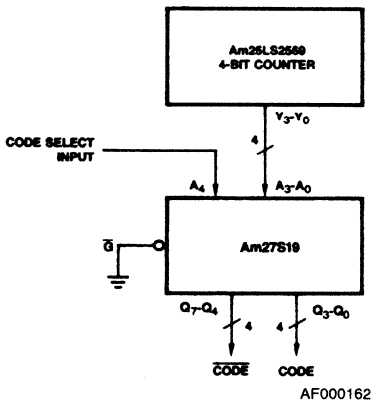 Am25LS2569
4-BIT COUNTER
Y3-Y0
4
CODE SELECT
INPUT
A4
A3-A0
G
Am27S19
Q7-Q4
4
4
Q3-Q0
CODE
CODE
AF000162